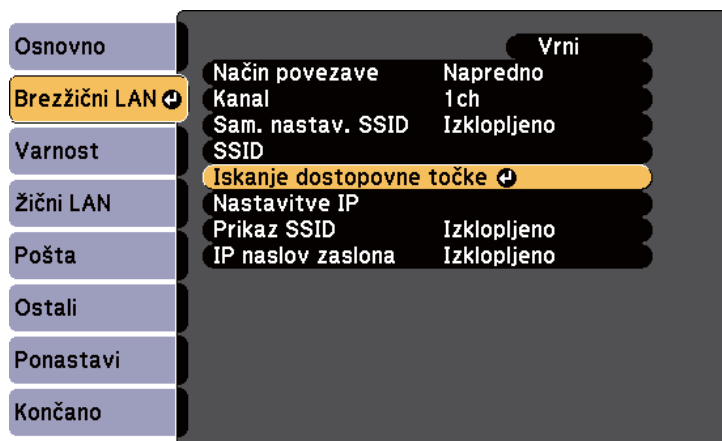 Osnovno
Brezžični LAN
Varnost
Žični LAN
Pošta
Ostali
Ponastavi
Končano
Vrni
Način povezave Napredno
Kanal 1ch
Sam. nastav. SSID Izklopljeno
SSID
Iskanje dostopovne točke
Nastavitve IP
Prikaz SSID Izklopljeno
IP naslov zaslona Izklopljeno